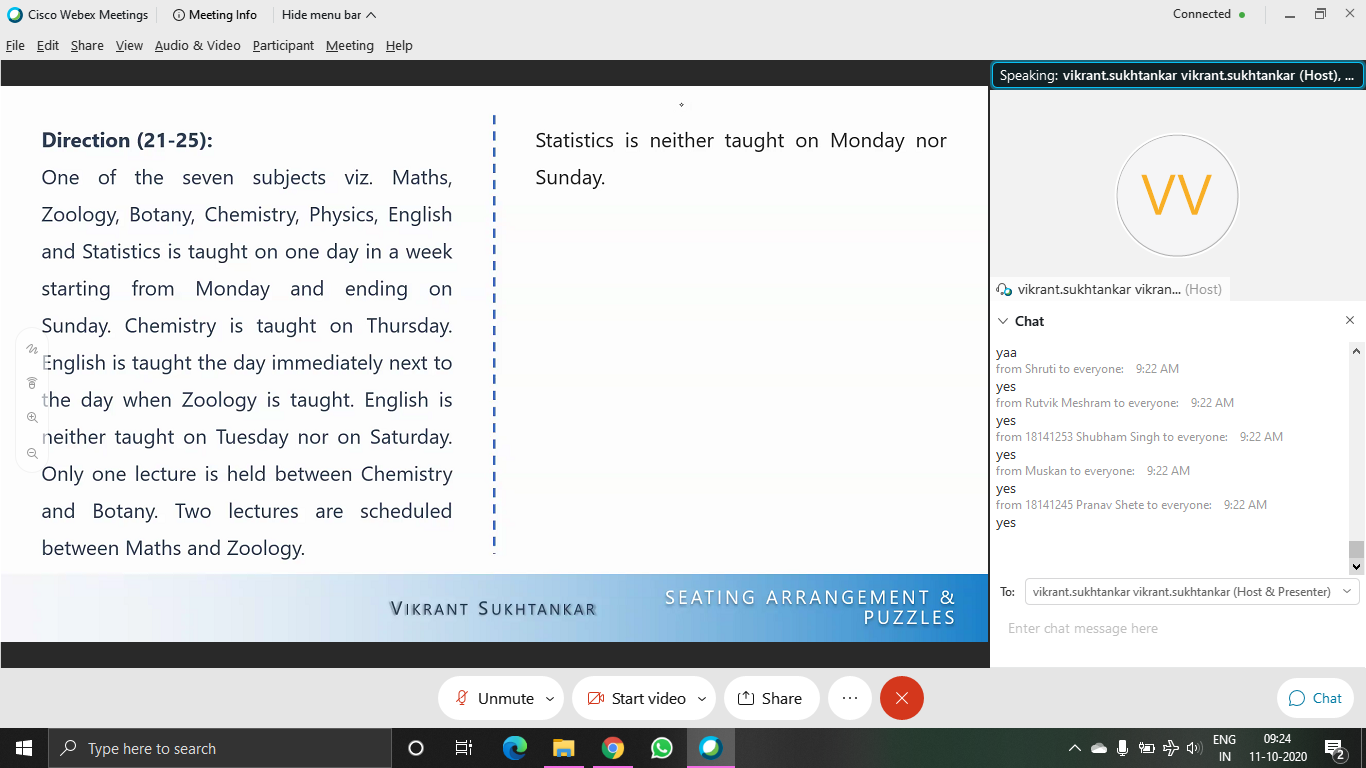 Cisco Webex Meetings
Meeting Info
Hide menu bar
Connected
File Edit Share View Audio & Video Participant Meeting Help
Speaking: vikrant.sukhtankar vikrant.sukhtankar (Host), ...
Direction (21-25):
One of the seven subjects viz. Maths,
Zoology, Botany, Chemistry, Physics, English
and Statistics is taught on one day in a week
starting from Monday and ending on
Sunday. Chemistry is taught on Thursday.
English is taught the day immediately next to
the day when Zoology is taught. English is
neither taught on Tuesday nor on Saturday.
Only one lecture is held between Chemistry
and Botany. Two lectures are scheduled
between Maths and Zoology.
Statistics is neither taught on Monday nor
Sunday.
VIKRANT SUKHTANKAR
SEATING ARRANGEMENT &
PUZZLES
VV
vikrant.sukhtankar vikran... (Host)
Chat
yaa
from Shruti to everyone: 9:22 AM
yes
from Rutvik Meshram to everyone: 9:22 AM
yes
from 18141253 Shubham Singh to everyone: 9:22 AM
yes
from Muskan to everyone: 9:22 AM
yes
from 18141245 Pranav Shete to everyone: 9:22 AM
yes
To: vikrant.sukhtankar vikrant.sukhtankar (Host & Presenter)
Enter chat message here
Unmute
Start video
Share
Chat
Type here to search
ENG
IN
09:24
11-10-2020
2